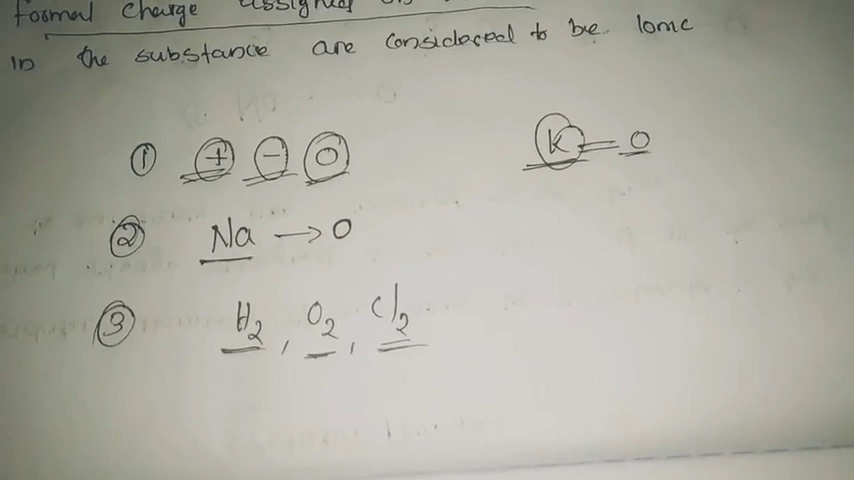 Formal charge assigned
in the substance are considered to be Ionic
① + - 0 K = 0
② Na → 0
③ H₂, O₂, Cl₂